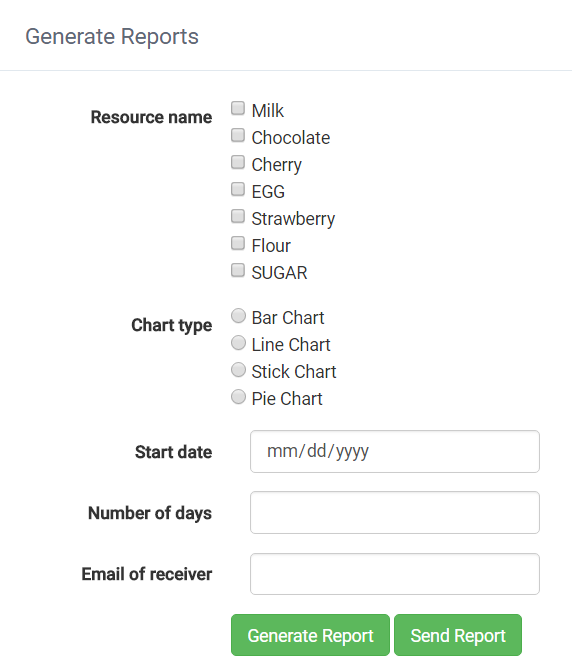 Generate Reports
Resource name
Milk
Chocolate
Cherry
EGG
Strawberry
Flour
SUGAR
Chart type
Bar Chart
Line Chart
Stick Chart
Pie Chart
Start date
mm/dd/yyyy
Number of days
Email of receiver
Generate Report Send Report